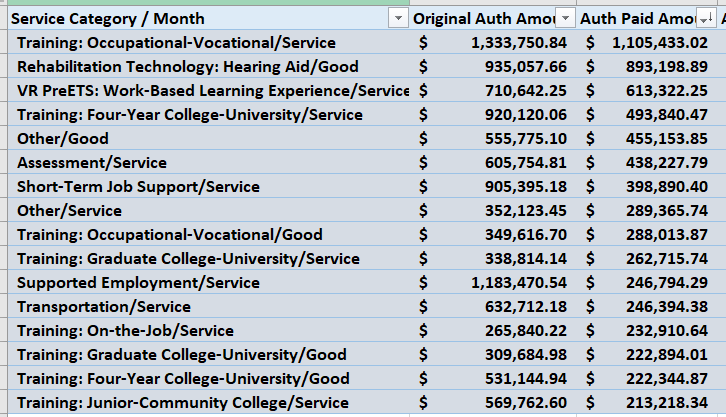 Service Category / Month Original Auth Amou Auth Paid Amo
Training: Occupational-Vocational/Service $ 1,333,750.84 $ 1,105,433.02
Rehabilitation Technology: Hearing Aid/Good $ 935,057.66 $ 893,198.89
VR PreETS: Work-Based Learning Experience/Service $ 710,642.25 $ 613,322.25
Training: Four-Year College-University/Service $ 920,120.06 $ 493,840.47
Other/Good $ 555,775.10 $ 455,153.85
Assessment/Service $ 605,754.81 $ 438,227.79
Short-Term Job Support/Service $ 905,395.18 $ 398,890.40
Other/Service $ 352,123.45 $ 289,365.74
Training: Occupational-Vocational/Good $ 349,616.70 $ 288,013.87
Training: Graduate College-University/Service $ 338,814.14 $ 262,715.74
Supported Employment/Service $ 1,183,470.54 $ 246,794.29
Transportation/Service $ 632,712.18 $ 246,394.38
Training: On-the-Job/Service $ 265,840.22 $ 232,910.64
Training: Graduate College-University/Good $ 309,684.98 $ 222,894.01
Training: Four-Year College-University/Good $ 531,144.94 $ 222,344.87
Training: Junior-Community College/Service $ 569,762.60 $ 213,218.34